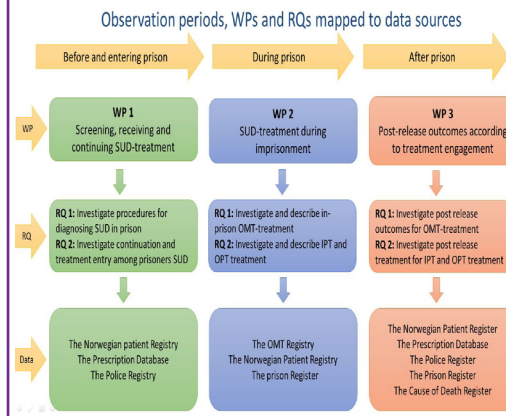 Observation periods, WPs and RQs mapped to data sources
Before and entering prison
During prison
After prison
WP
WP 1
Screening, receiving and
continuing SUD-treatment
WP 2
SUD-treatment during
imprisonment
WP 3
Post-release outcomes according
to treatment engagement
RQ
RQ 1: Investigate procedures for
diagnosing SUD in prison
RQ 2: Investigate continuation and
treatment entry among prisoners SUD
RQ 1: Investigate and describe in-
prison OMT-treatment
RQ 2: Investigate and describe IPT and
OPT treatment
RQ 1: Investigate post release
outcomes for OMT-treatment
RQ 2: Investigate post release
treatment for IPT and OPT treatment
Data
The Norwegian patient Registry
The Prescription Database
The Police Registry
The OMT Registry
The Norwegian Patient Registry
The prison Register
The Norwegian Patient Register
The Prescription Database
The Police Register
The Prison Register
The Cause of Death Register